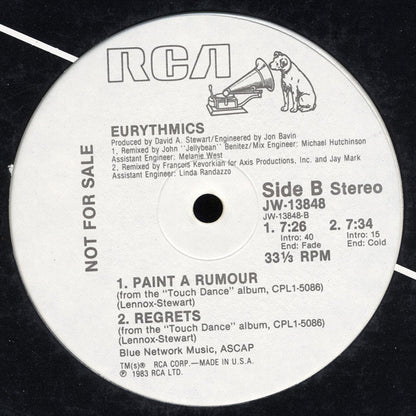 RCA
NOT FOR SALE
EURYTHMICS
Produced by David A. Stewart/Engineered by Jon Bavin
1. Remixed by John "Jellybean" Benitez/Mix Engineer: Michael Hutchinson
Assistant Engineer: Melanie West
2. Remixed by Francois Kevorkian for Axis Productions, Inc. and Jay Mark
Assistant Engineer: Linda Randazzo
Side B Stereo
JW-13848
JW-13848-B
1. 7:26 2. 7:34
Intro: 40 Intro: 15
End: Fade End: Cold
33⅓ RPM
1. PAINT A RUMOUR
(from the "Touch Dance" album, CPL1-5086)
(Lennox-Stewart)
2. REGRETS
(from the "Touch Dance" album, CPL1-5086)
(Lennox-Stewart)
Blue Network Music, ASCAP
TM(s)® RCA CORP.—MADE IN U.S.A.
℗ 1983 RCA LTD.